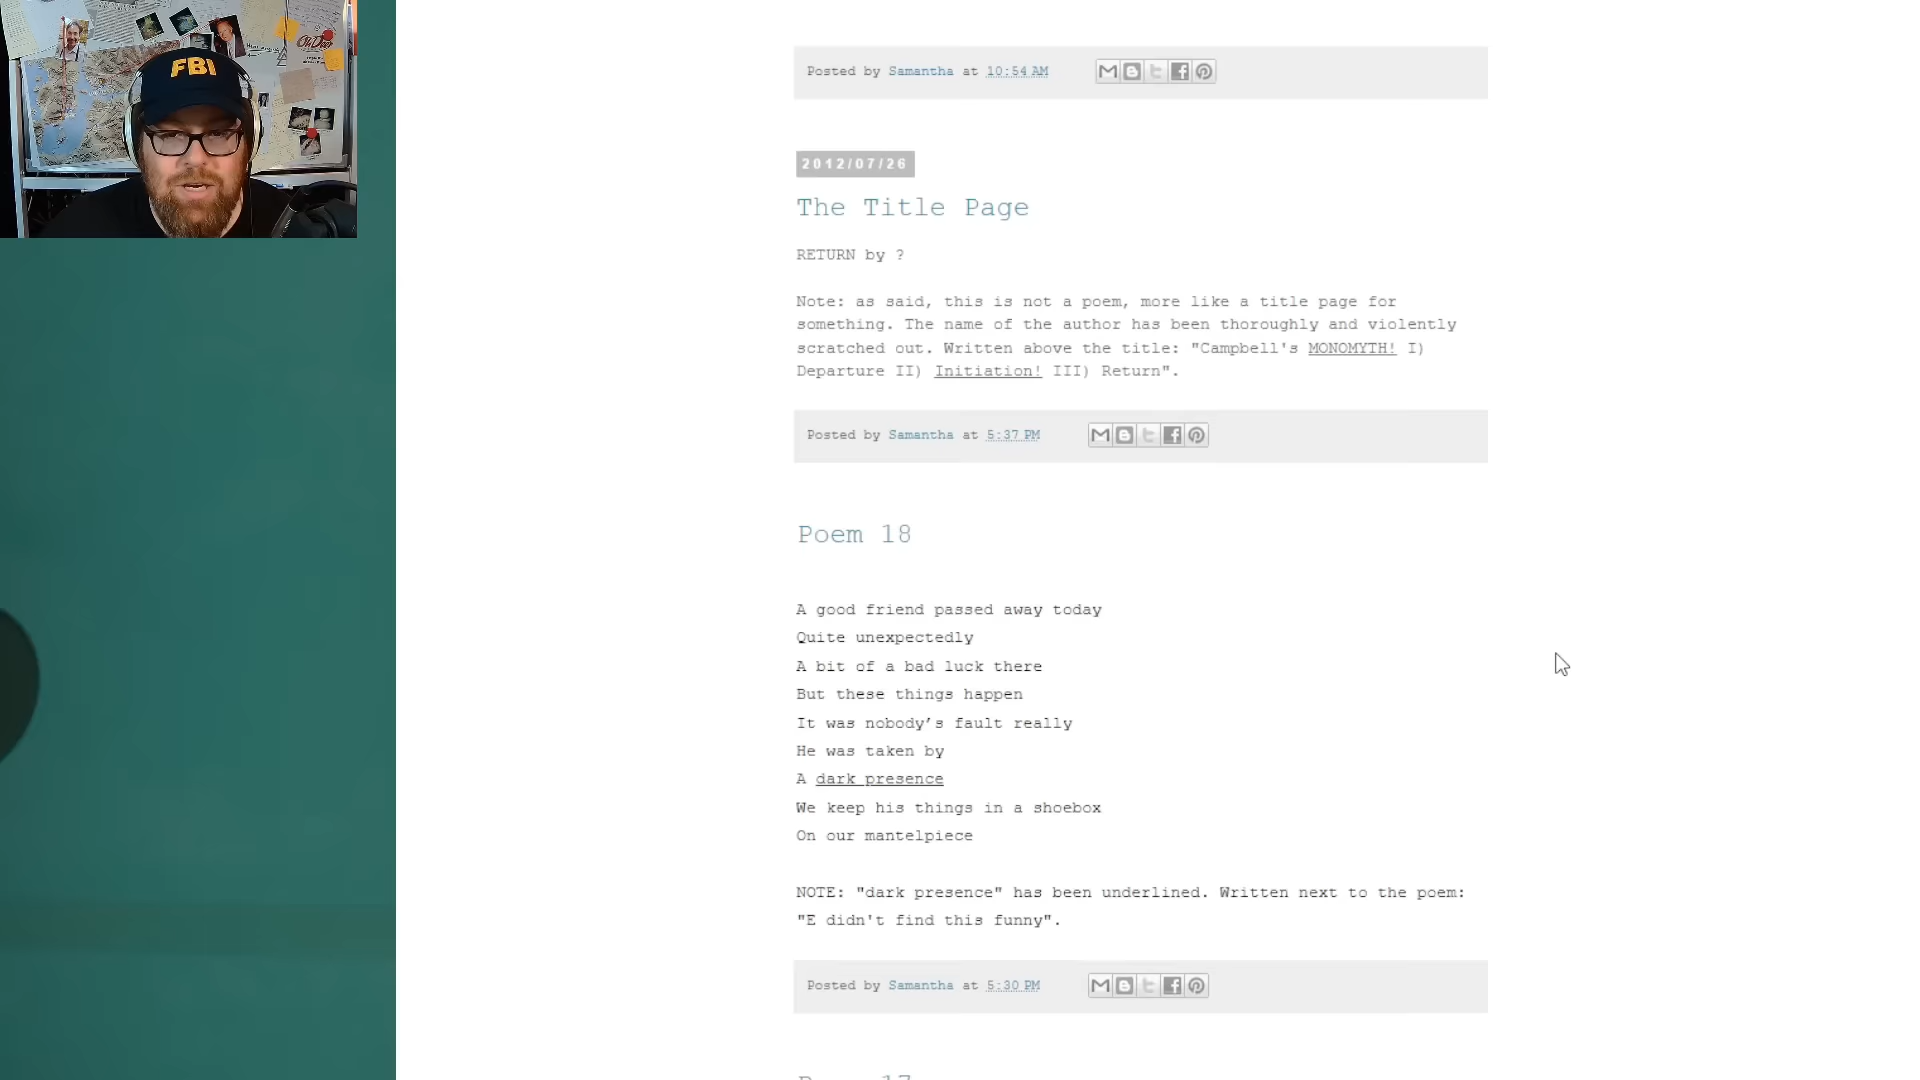 FBI
Oh Deer
Posted by Samantha at 10:54 AM
2012/07/26
The Title Page
RETURN by ?
Note: as said, this is not a poem, more like a title page for
something. The name of the author has been thoroughly and violently
scratched out. Written above the title: "Campbell's MONOMYTH! I)
Departure II) Initiation! III) Return".
Posted by Samantha at 5:37 PM
Poem 18
A good friend passed away today
Quite unexpectedly
A bit of a bad luck there
But these things happen
It was nobody’s fault really
He was taken by
A dark presence
We keep his things in a shoebox
On our mantelpiece
NOTE: "dark presence" has been underlined. Written next to the poem:
"E didn't find this funny".
Posted by Samantha at 5:30 PM